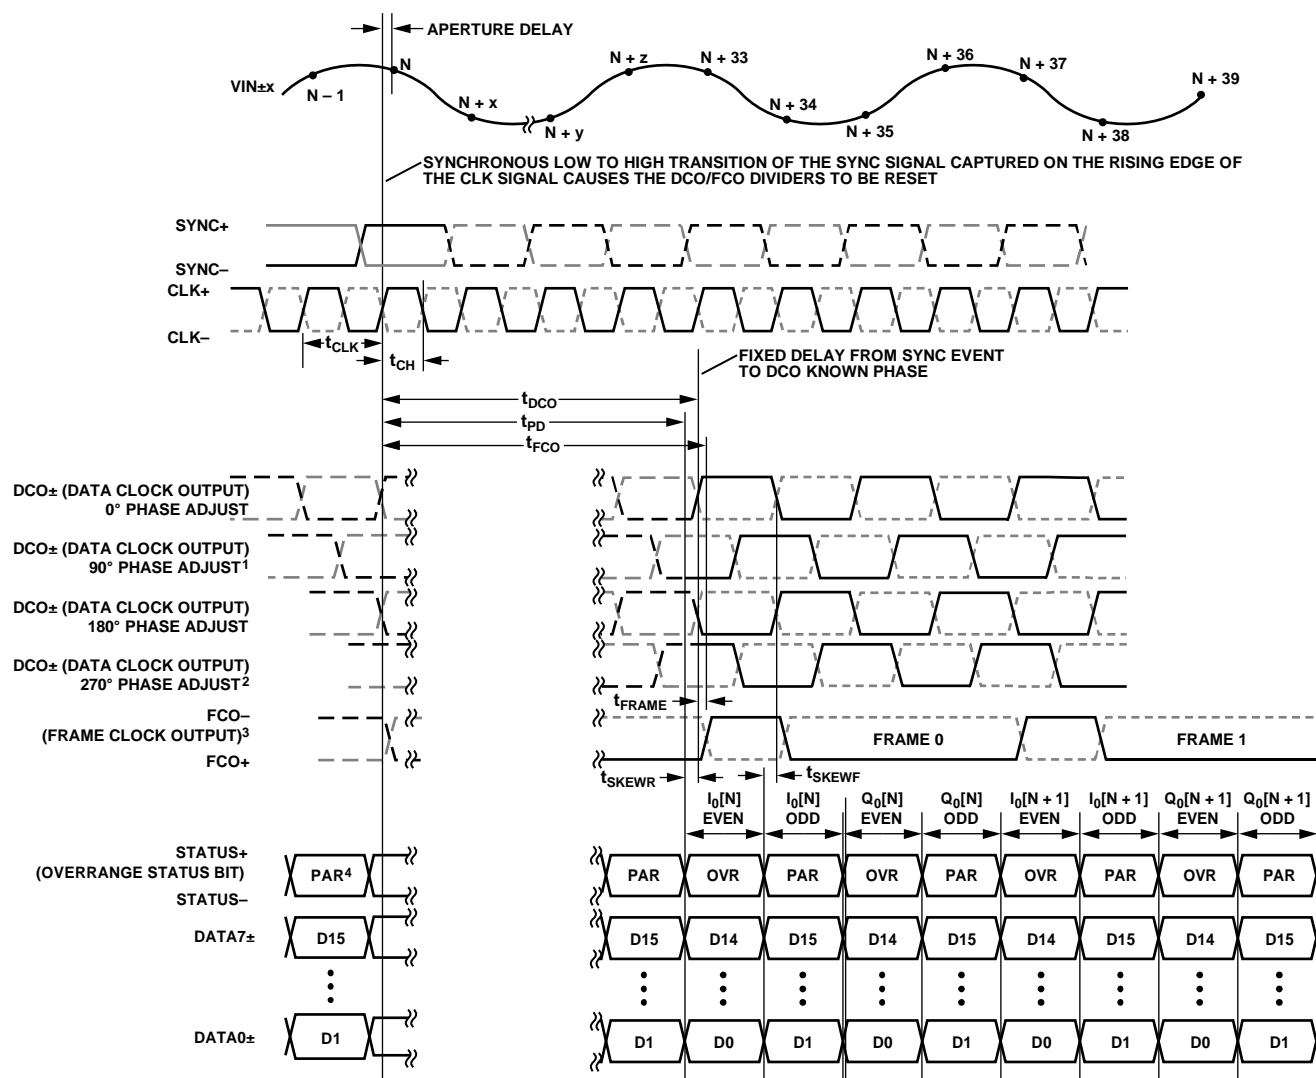 APERTURE DELAY
VIN±x
N – 1
N
N + x
N + y
N + z
N + 33
N + 34
N + 35
N + 36
N + 37
N + 38
N + 39
SYNCHRONOUS LOW TO HIGH TRANSITION OF THE SYNC SIGNAL CAPTURED ON THE RISING EDGE OF
THE CLK SIGNAL CAUSES THE DCO/FCO DIVIDERS TO BE RESET
SYNC+
SYNC–
CLK+
CLK–
tCLK
tCH
FIXED DELAY FROM SYNC EVENT
TO DCO KNOWN PHASE
tDCO
tPD
tFCO
DCO± (DATA CLOCK OUTPUT)
0° PHASE ADJUST
DCO± (DATA CLOCK OUTPUT)
90° PHASE ADJUST1
DCO± (DATA CLOCK OUTPUT)
180° PHASE ADJUST
DCO± (DATA CLOCK OUTPUT)
270° PHASE ADJUST2
tFRAME
FCO–
(FRAME CLOCK OUTPUT)3
FCO+
FRAME 0 FRAME 1
tSKEWR tSKEWF
I0[N] I0[N] Q0[N] Q0[N] I0[N + 1] I0[N + 1] Q0[N + 1] Q0[N + 1]
EVEN ODD EVEN ODD EVEN ODD EVEN ODD
STATUS+
(OVERRANGE STATUS BIT)
STATUS–
PAR4 PAR OVR PAR OVR PAR OVR PAR OVR PAR
DATA7± D15 D15 D14 D15 D14 D15 D14 D15 D14 D15
DATA0± D1 D1 D0 D1 D0 D1 D0 D1 D0 D1